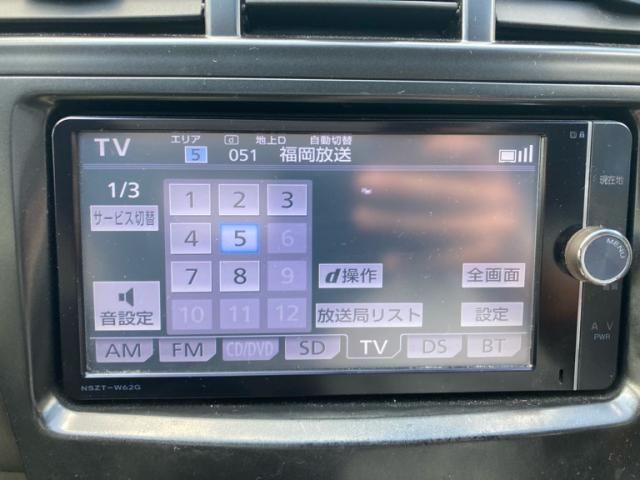 TV
エリア 5
d 地上D 自動切替
051 福岡放送
1/3
サービス切替
1 2 3
4 5 6
7 8 9
10 11 12
音設定
d操作
全画面
放送局リスト
設定
AM FM CD/DVD SD TV DS BT
NSZT-W62G
現在地
MENU
AV
PWR